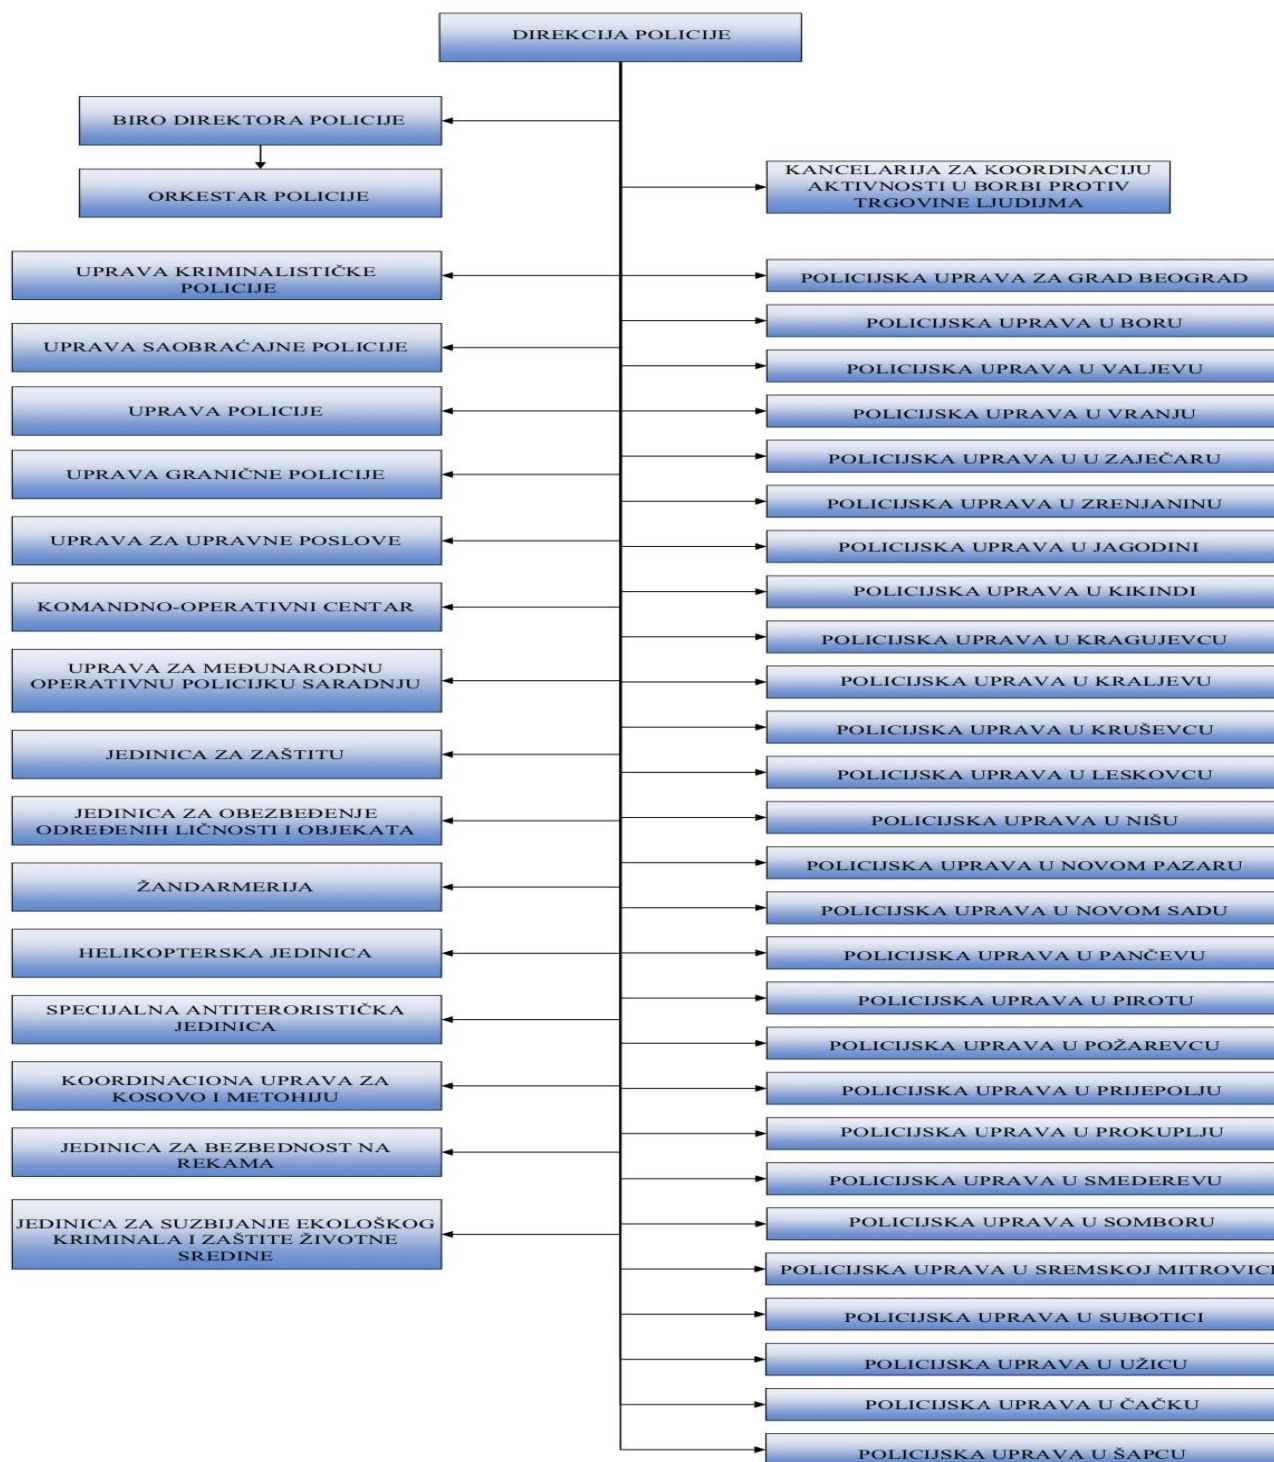 DIREKCIJA POLICIJE
BIRO DIREKTORA POLICIJE
ORKESTAR POLICIJE
KANCELARIJA ZA KOORDINACIJU
AKTIVNOSTI U BORBI PROTIV
TRGOVINE LJUDIJMA
UPRAVA KRIMINALISTIČKE
POLICIJE
UPRAVA SAOBRAĆAJNE POLICIJE
UPRAVA POLICIJE
UPRAVA GRANIČNE POLICIJE
UPRAVA ZA UPRAVNE POSLOVE
KOMANDNO-OPERATIVNI CENTAR
UPRAVA ZA MEĐUNARODNU
OPERATIVNU POLICIJKU SARADNJU
JEDINICA ZA ZAŠTITU
JEDINICA ZA OBEZBEĐENJE
ODREĐENIH LIČNOSTI I OBJEKATA
ŽANDARMERIJA
HELIKOPTERSKA JEDINICA
SPECIJALNA ANTITERORISTIČKA
JEDINICA
KOORDINACIONA UPRAVA ZA
KOSOVO I METOHIJU
JEDINICA ZA BEZBEDNOST NA
REKAMA
JEDINICA ZA SUZBIJANJE EKOLOŠKOG
KRIMINALA I ZAŠTITE ŽIVOTNE
SREDINE
POLICIJSKA UPRAVA ZA GRAD BEOGRAD
POLICIJSKA UPRAVA U BORU
POLICIJSKA UPRAVA U VALJEVU
POLICIJSKA UPRAVA U VRANJU
POLICIJSKA UPRAVA U U ZAJEČARU
POLICIJSKA UPRAVA U ZRENJANINU
POLICIJSKA UPRAVA U JAGODINI
POLICIJSKA UPRAVA U KIKINDI
POLICIJSKA UPRAVA U KRAGUJEVCU
POLICIJSKA UPRAVA U KRALJEVU
POLICIJSKA UPRAVA U KRUŠEVCU
POLICIJSKA UPRAVA U LESKOVCU
POLICIJSKA UPRAVA U NIŠU
POLICIJSKA UPRAVA U NOVOM PAZARU
POLICIJSKA UPRAVA U NOVOM SADU
POLICIJSKA UPRAVA U PANČEVU
POLICIJSKA UPRAVA U PIROTU
POLICIJSKA UPRAVA U POŽAREVCU
POLICIJSKA UPRAVA U PRIJEPOLJU
POLICIJSKA UPRAVA U PROKUPLJU
POLICIJSKA UPRAVA U SMEDEREVU
POLICIJSKA UPRAVA U SOMBORU
POLICIJSKA UPRAVA U SREMSKOJ MITROVICI
POLICIJSKA UPRAVA U SUBOTICI
POLICIJSKA UPRAVA U UŽICU
POLICIJSKA UPRAVA U ČAČKU
POLICIJSKA UPRAVA U ŠAPCU